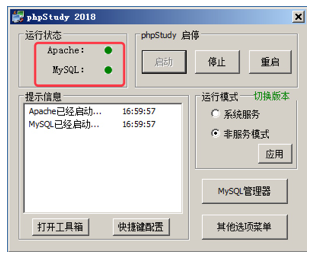 phpStudy 2018
运行状态
Apache:
MySQL:
phpStudy 启停
启动 停止 重启
提示信息
Apache已经启动... 16:59:57
MySQL已经启动... 16:59:57
运行模式 切换版本
系统服务
非服务模式
应用
MySQL管理器
打开工具箱 快捷键配置 其他选项菜单